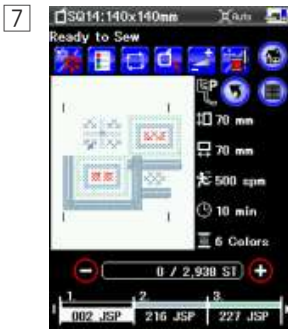 7
SQ14:140x140mm
Auto
Ready to Sew
P
70 mm
70 mm
500 spm
10 min
6 Colors
0 / 2,938 ST
1. 2. 3.
002 JSP 216 JSP 227 JSP